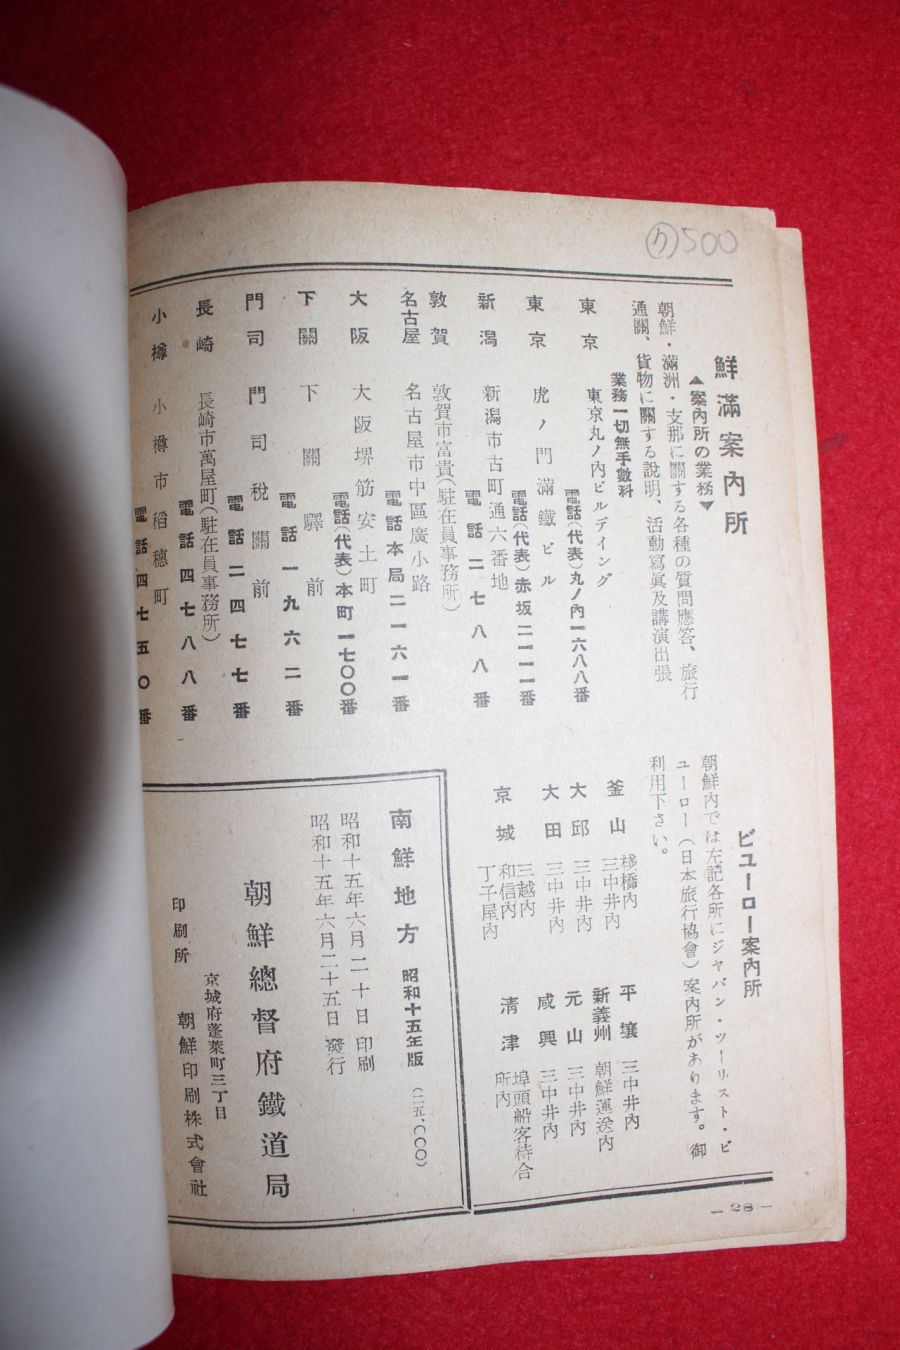 ㋒500
鮮滿案內所
▲案內所の業務▼
朝鮮・滿洲・支那に關する各種の質問應答、旅行
通關、貨物に關する說明、活動寫眞及講演出張
業務一切無手數料
東京 東京丸ノ內ビルデイング
電話(代表)丸ノ內一六八八番
東京 虎ノ門滿鐵ビル
電話(代表)赤坂二一一一番
新潟 新潟市古町通六番地
電話二七八八番
敦賀 敦賀市富貴(駐在員事務所)
名古屋 名古屋市中區廣小路
電話本局二一六一番
大阪 大阪堺筋安土町
電話(代表)本町一七〇〇番
下關 下關驛前
電話一九六二番
門司 門司稅關前
電話二四七七番
長崎 長崎市萬屋町(駐在員事務所)
電話四七八八番
小樽 小樽市稻穗町
電話四七五〇番
ビユーロー案內所
朝鮮內では左記各所にジヤパン・ツーリスト・ビ
ユーロー(日本旅行協會)案內所があります。御
利用下さい。
釜山 棧橋內
三中井內
大邱 三中井內
大田 三中井內
京城 三越內
和信內
丁子屋內
平壤 三中井內
新義州 朝鮮運送內
元山 三中井內
咸興 三中井內
淸津 埠頭船客待合
所內
南鮮地方 昭和十五年版 (二五、〇〇〇)
昭和十五年六月二十日印刷
昭和十五年六月二十五日發行
朝鮮總督府鐵道局
京城府蓬萊町三丁目
印刷所 朝鮮印刷株式會社
—28—